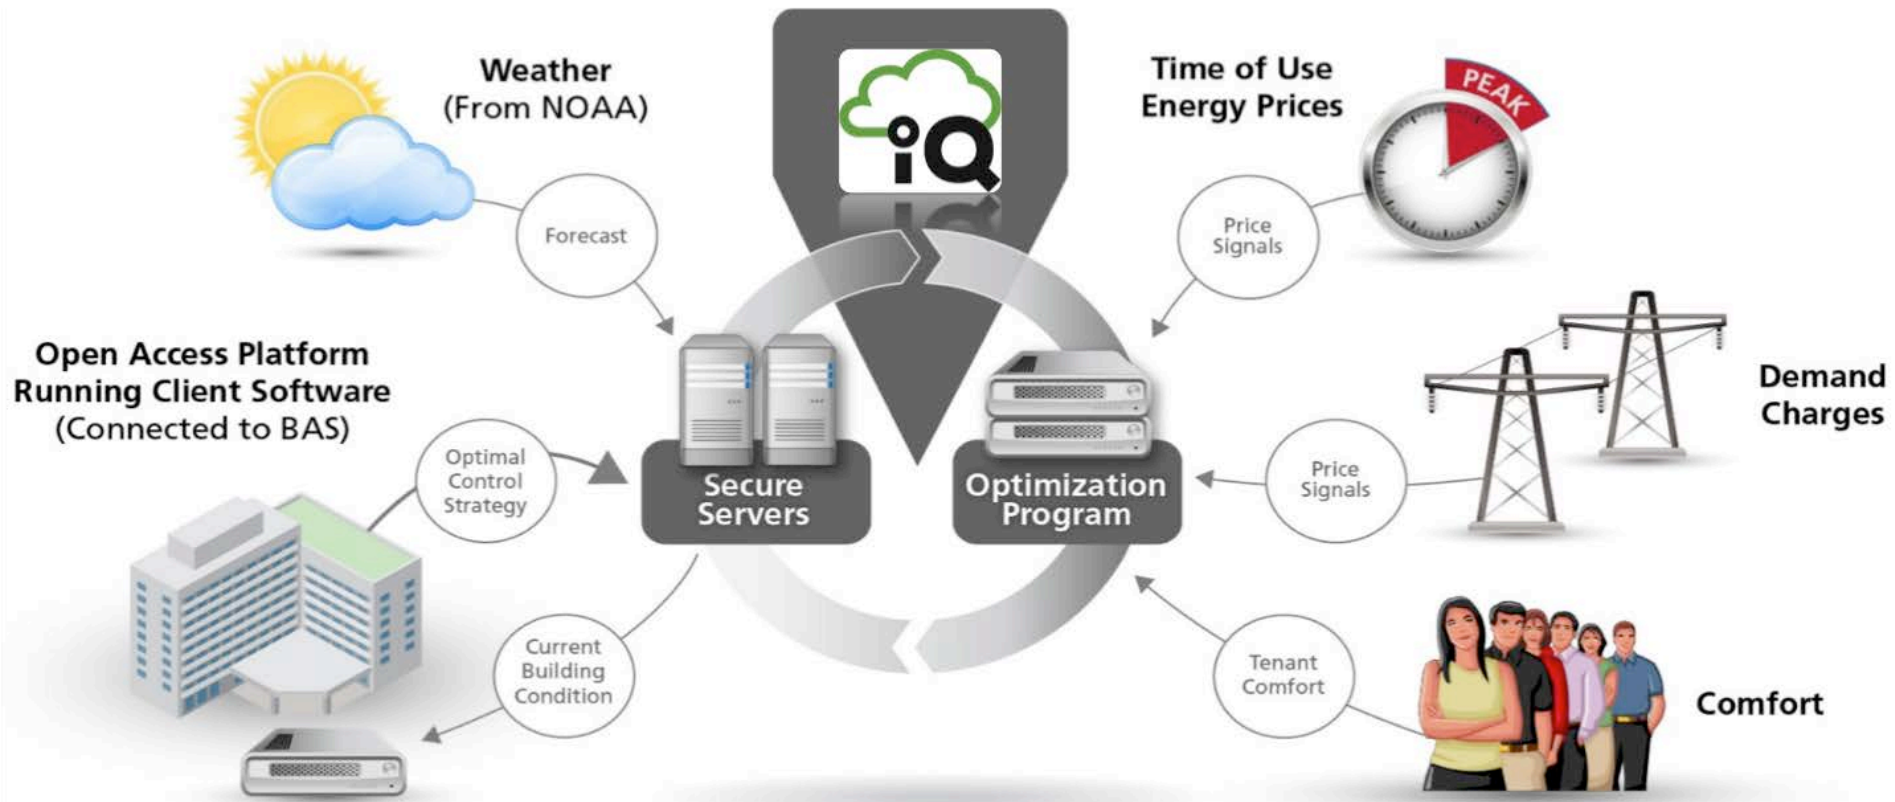 Weather
(From NOAA)
iQ
Time of Use
Energy Prices
PEAK
Forecast
Price
Signals
Open Access Platform
Running Client Software
(Connected to BAS)
Demand
Charges
Optimal
Control
Strategy
Secure
Servers
Optimization
Program
Price
Signals
Current
Building
Condition
Tenant
Comfort
Comfort